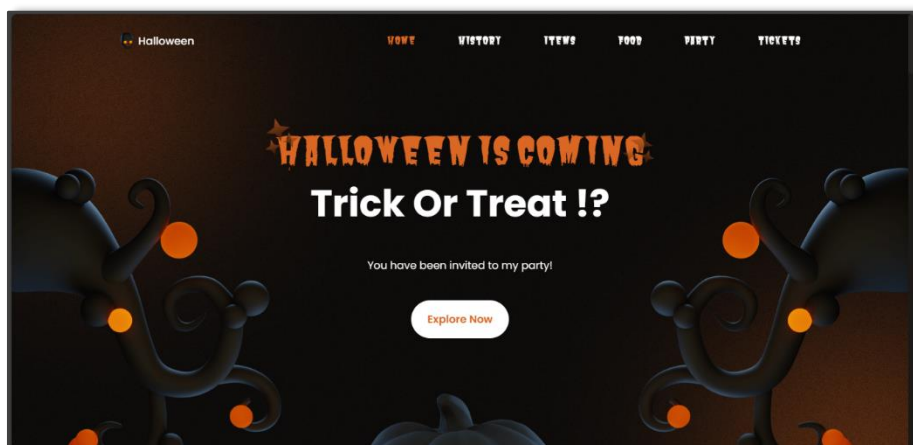 Halloween
HOME HISTORY ITEMS FOOD PARTY TICKETS
HALLOWEEN IS COMING
Trick Or Treat !?
You have been invited to my party!
Explore Now